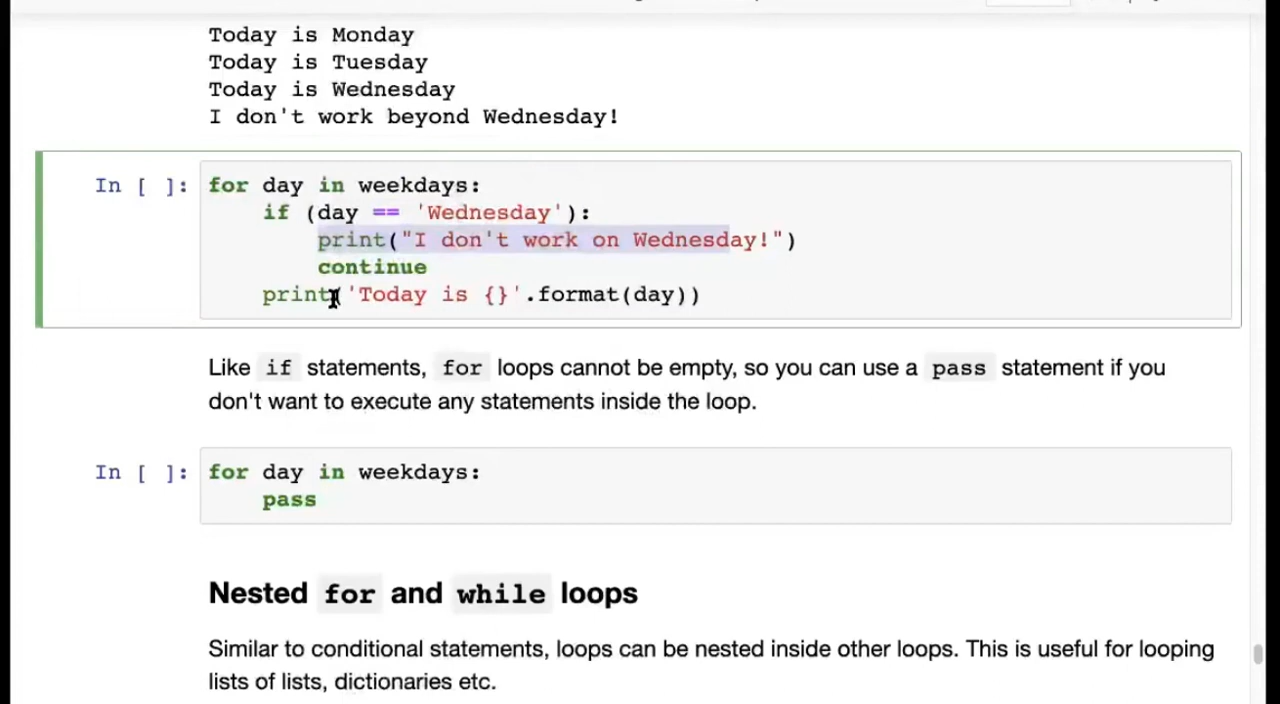 Today is Monday
Today is Tuesday
Today is Wednesday
I don't work beyond Wednesday!
In [ ]: for day in weekdays:
if (day == 'Wednesday'):
print("I don't work on Wednesday!")
continue
print('Today is {}'.format(day))
Like if statements, for loops cannot be empty, so you can use a pass statement if you
don't want to execute any statements inside the loop.
In [ ]: for day in weekdays:
pass
Nested for and while loops
Similar to conditional statements, loops can be nested inside other loops. This is useful for looping
lists of lists, dictionaries etc.